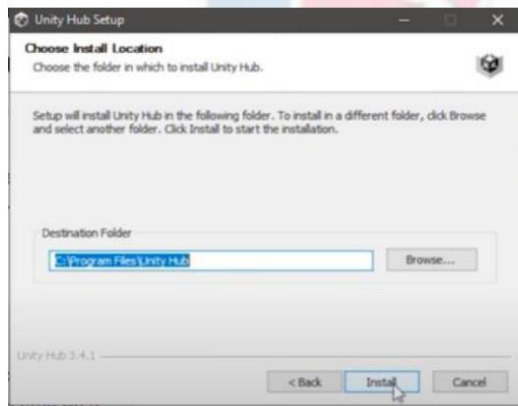 Unity Hub Setup
Choose Install Location
Choose the folder in which to install Unity Hub.
Setup will install Unity Hub in the following folder. To install in a different folder, click Browse
and select another folder. Click Install to start the installation.
Destination Folder
C:\Program Files\Unity Hub
Browse...
Unity Hub 3.4.1
< Back
Install
Cancel